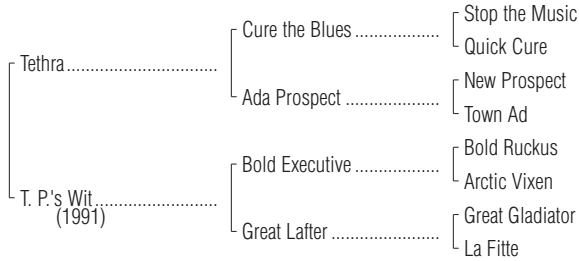 Stop the Music
Cure the Blues
Quick Cure
Tethra
New Prospect
Ada Prospect
Town Ad
Bold Ruckus
Bold Executive
Arctic Vixen
T. P.'s Wit
(1991)
Great Gladiator
Great Lafter
La Fitte